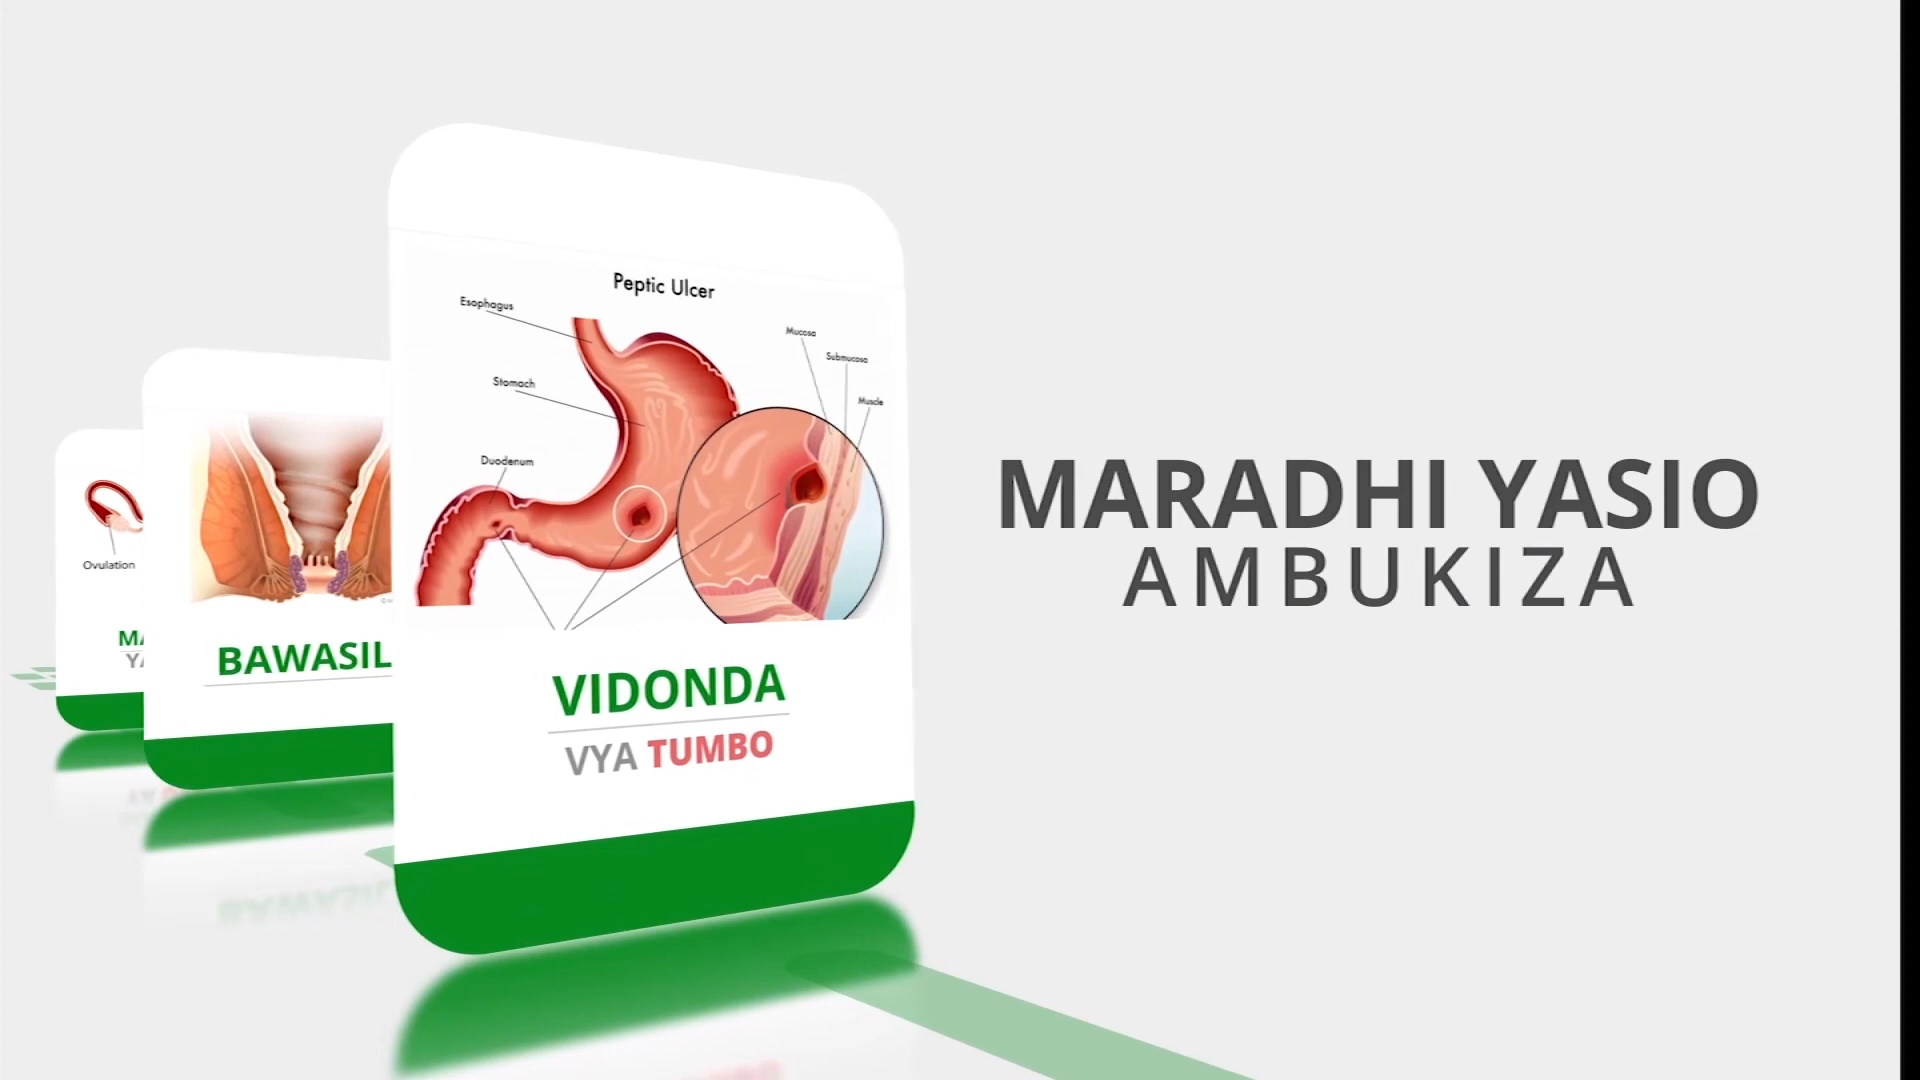 Peptic Ulcer
Esophagus
Mucosa
Submucosa
Stomach
Muscle
Duodenum
VIDONDA
VYA TUMBO
BAWASIL
Ovulation
MARADHI YASIO
AMBUKIZA